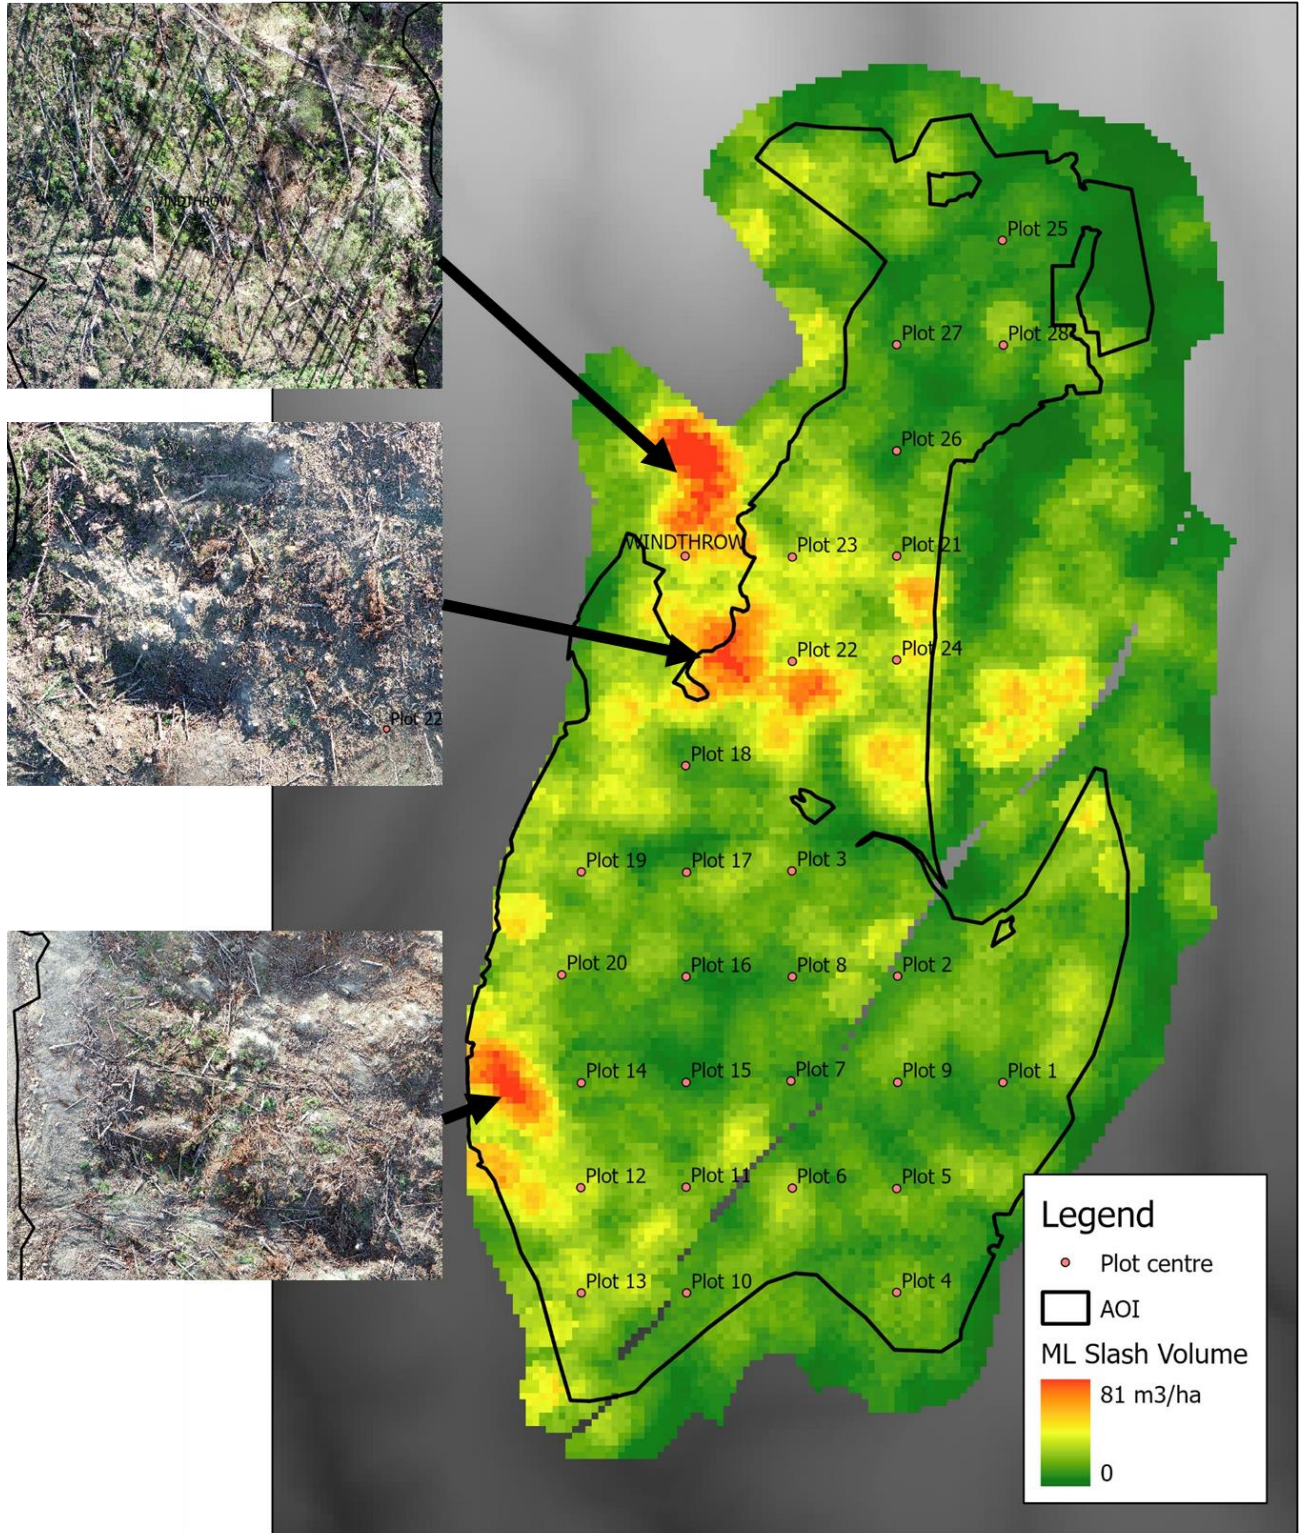 WINDTHROW
Plot 22
Plot 25
Plot 27
Plot 28
Plot 26
WINDTHROW
Plot 23
Plot 21
Plot 22
Plot 24
Plot 18
Plot 19
Plot 17
Plot 3
Plot 20
Plot 16
Plot 8
Plot 2
Plot 14
Plot 15
Plot 7
Plot 9
Plot 1
Plot 12
Plot 11
Plot 6
Plot 5
Plot 13
Plot 10
Plot 4
Legend
Plot centre
AOI
ML Slash Volume
81 m3/ha
0